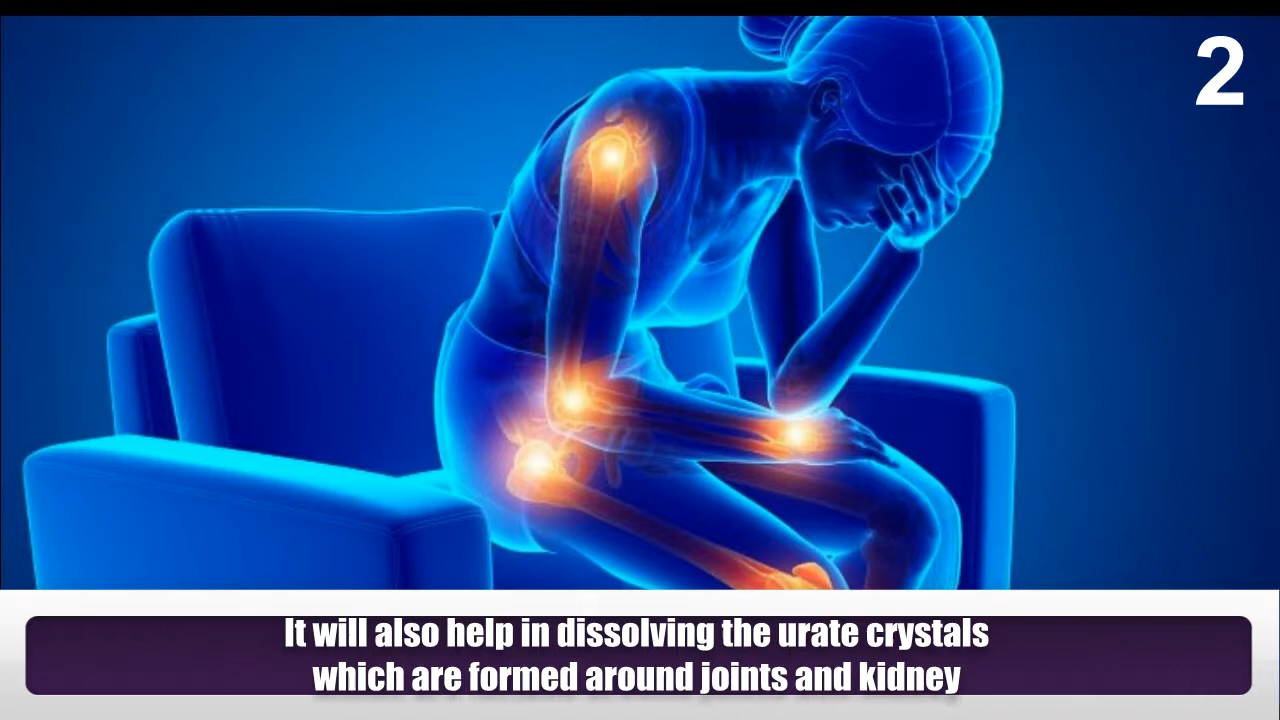 2
It will also help in dissolving the urate crystals
which are formed around joints and kidney